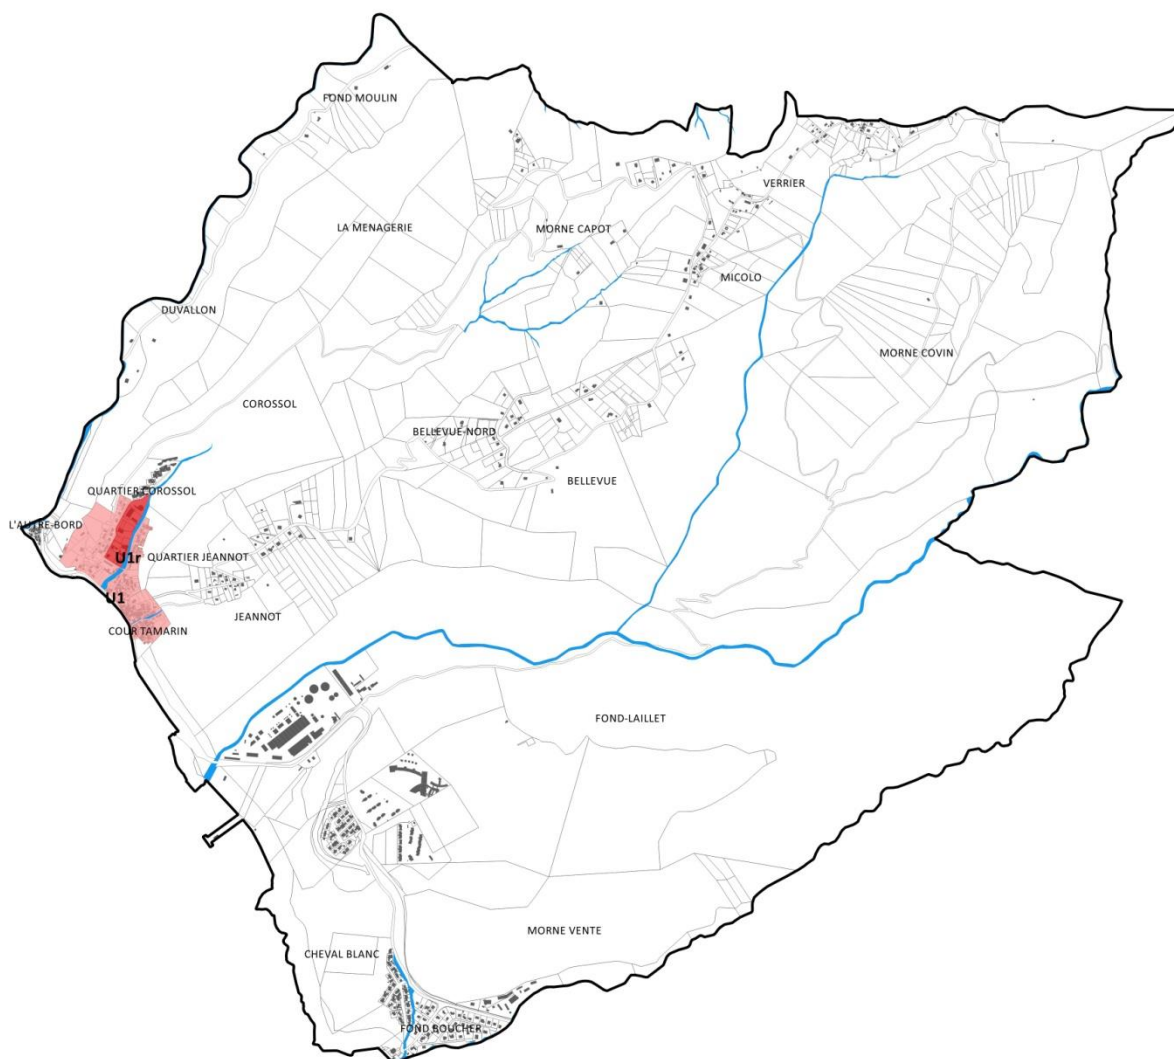 FOND MOULIN
VERRIER
LA MENAGERIE
MORNE CAPOT
MICOLO
DUVALLON
MORNE COVIN
COROSSOL
BELLEVUE-NORD
BELLEVUE
QUARTIER COROSSOL
L'AUTRE-BORD
U1r
QUARTIER JEANNOT
U1
JEANNOT
COUR TAMARIN
FOND-LAILLET
MORNE VENTE
CHEVAL BLANC
FOND BOUCHER